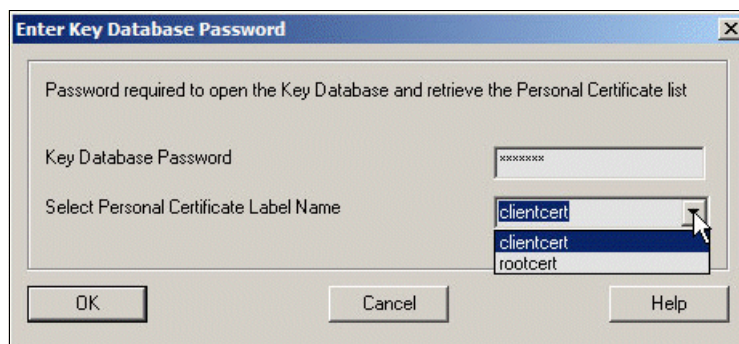 Enter Key Database Password
Password required to open the Key Database and retrieve the Personal Certificate list
Key Database Password
xxxxxxx
Select Personal Certificate Label Name
clientcert
clientcert
rootcert
OK
Cancel
Help